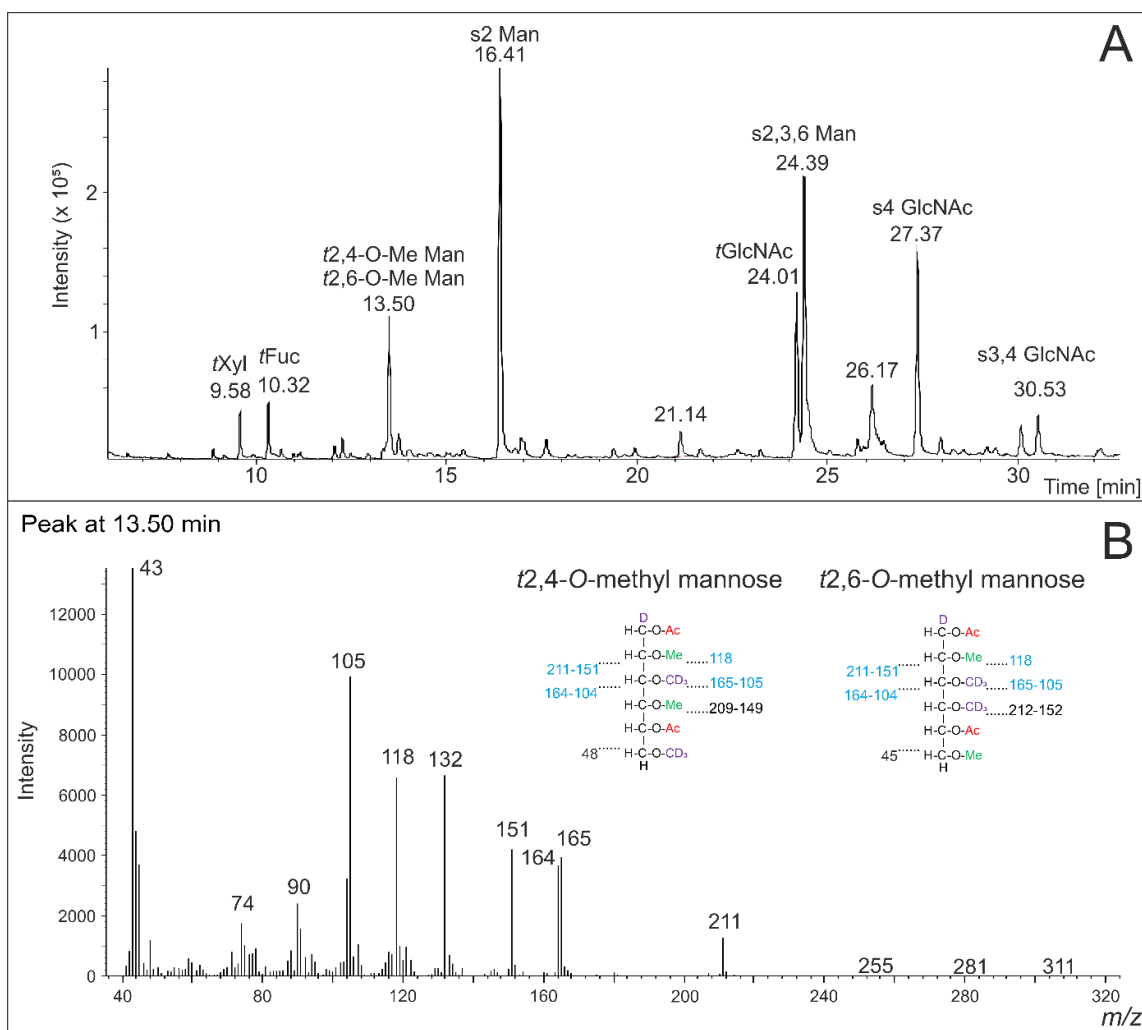 A
s2 Man
16.41
s2,3,6 Man
24.39
s4 GlcNAc
27.37
t2,4-O-Me Man
t2,6-O-Me Man
13.50
tGlcNAc
24.01
tXyl
9.58
tFuc
10.32
21.14
26.17
s3,4 GlcNAc
30.53
Intensity (x 10⁵)
2
1
10 15 20 25 30
Time [min]
Peak at 13.50 min
B
t2,4-O-methyl mannose
t2,6-O-methyl mannose
D
H-C-O-Ac
H-C-O-Me
211-151 118
H-C-O-CD₃
164-104 165-105
H-C-O-Me
209-149
H-C-O-Ac
48 H-C-O-CD₃
H
D
H-C-O-Ac
H-C-O-Me
211-151 118
H-C-O-CD₃
164-104 165-105
H-C-O-CD₃
212-152
H-C-O-Ac
45 H-C-O-Me
H
43
105
118
132
151
164
165
74
90
211
255
281
311
Intensity
12000
10000
8000
6000
4000
2000
0
40 80 120 160 200 240 280 320
m/z